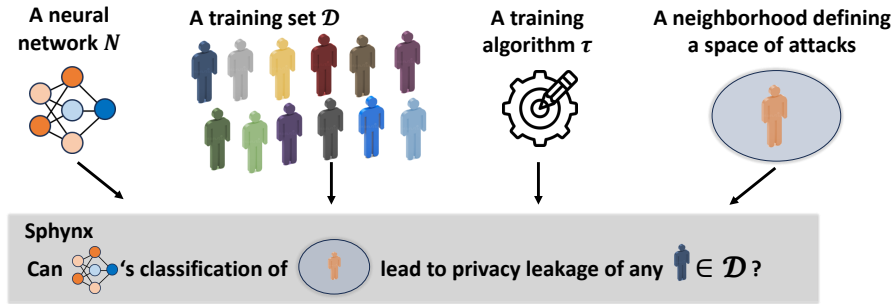 A neural
network N
A training set 𝒟
A training
algorithm τ
A neighborhood defining
a space of attacks
Sphynx
Can 's classification of lead to privacy leakage of any ∈ 𝒟 ?